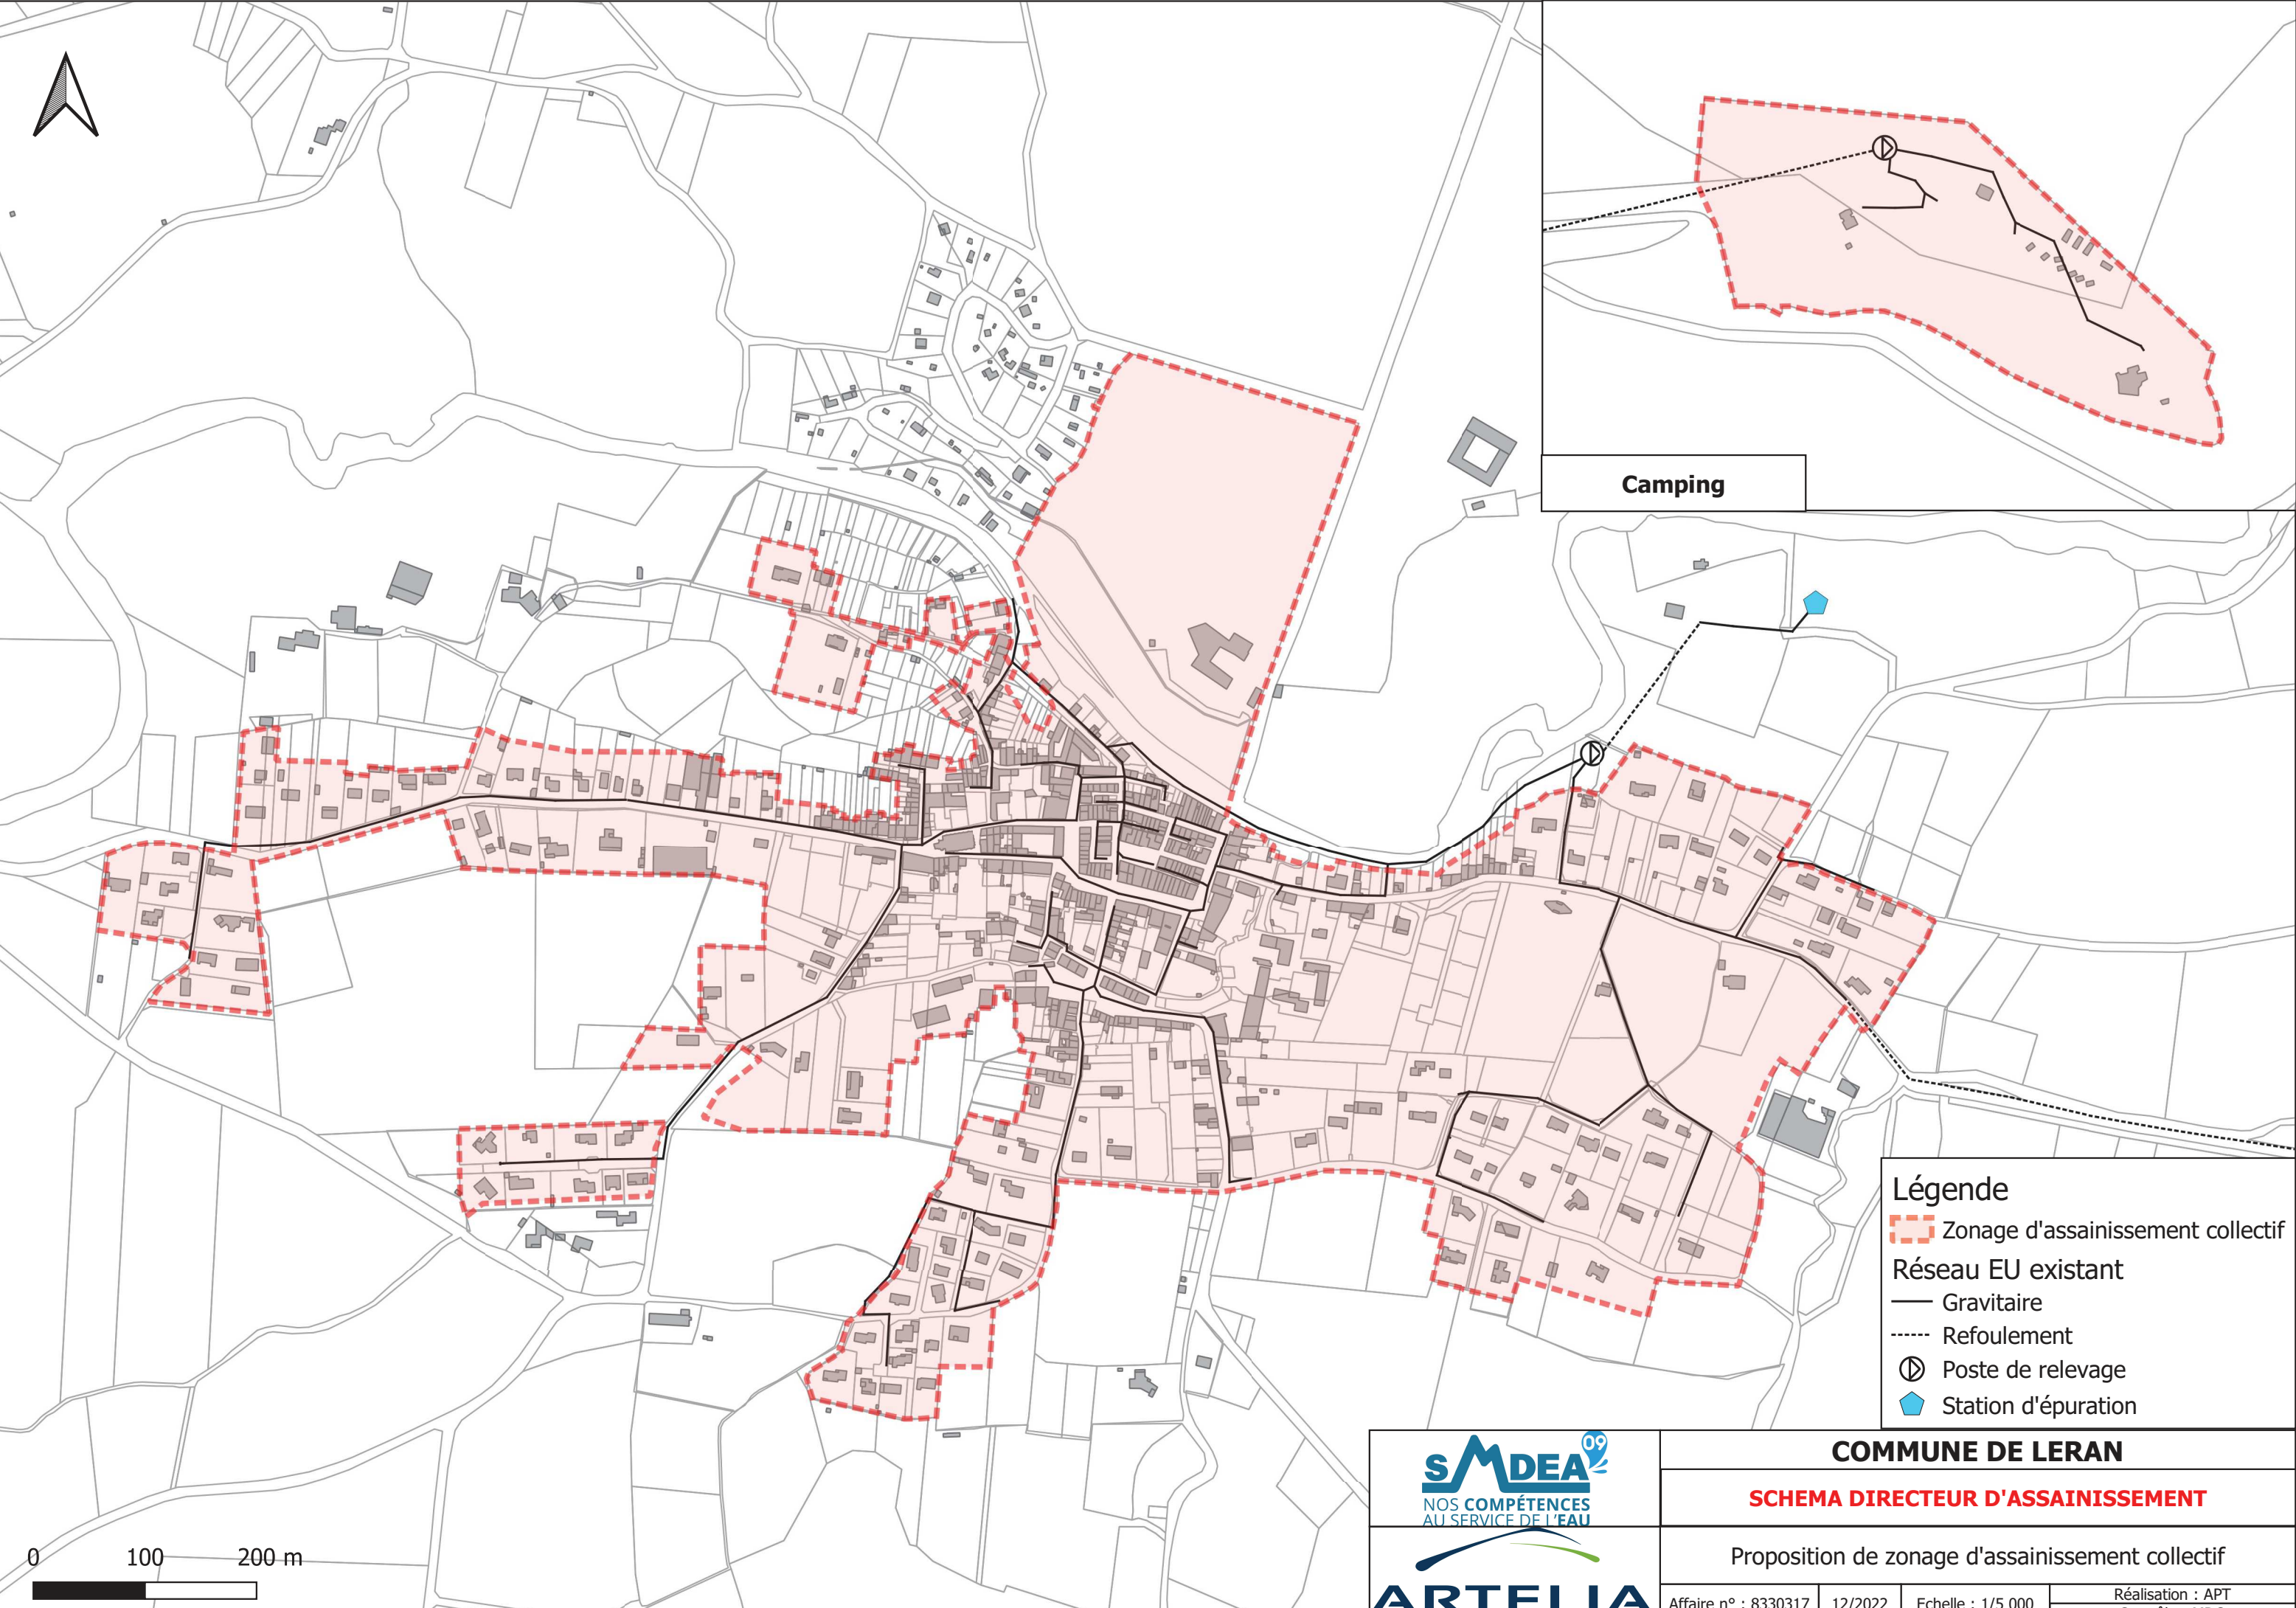 Camping
Légende
Zonage d'assainissement collectif
Réseau EU existant
Gravitaire
Refoulement
Poste de relevage
Station d'épuration
0 100 200 m
SMDEA 09
NOS COMPÉTENCES
AU SERVICE DE L'EAU
ARTELIA
COMMUNE DE LERAN
SCHEMA DIRECTEUR D'ASSAINISSEMENT
Proposition de zonage d'assainissement collectif
Affaire n° : 8330317 12/2022 Echelle : 1/5 000 Réalisation : APT